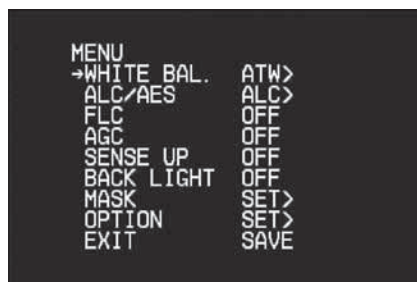 MENU
→WHITE BAL. ATW>
ALC/AES ALC>
FLC OFF
AGC OFF
SENSE UP OFF
BACK LIGHT OFF
MASK SET>
OPTION SET>
EXIT SAVE